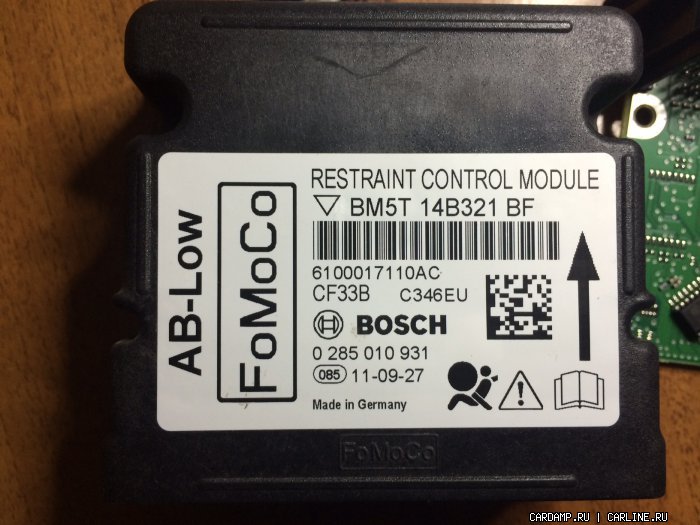 RESTRAINT CONTROL MODULE
BM5T 14B321 BF
6100017110AC
CF33B C346EU
BOSCH
0 285 010 931
085 11-09-27
Made in Germany
AB-Low
FoMoCo
FoMoCo
CARDAMP.RU | CARLINE.RU